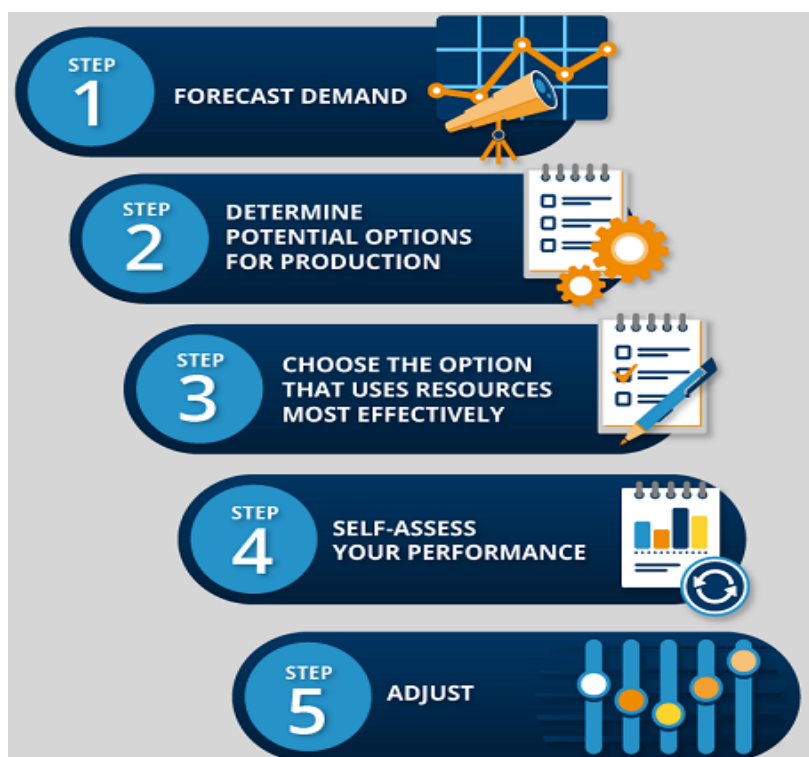 STEP
1
FORECAST DEMAND
STEP
2
DETERMINE
POTENTIAL OPTIONS
FOR PRODUCTION
STEP
3
CHOOSE THE OPTION
THAT USES RESOURCES
MOST EFFECTIVELY
STEP
4
SELF-ASSESS
YOUR PERFORMANCE
STEP
5
ADJUST